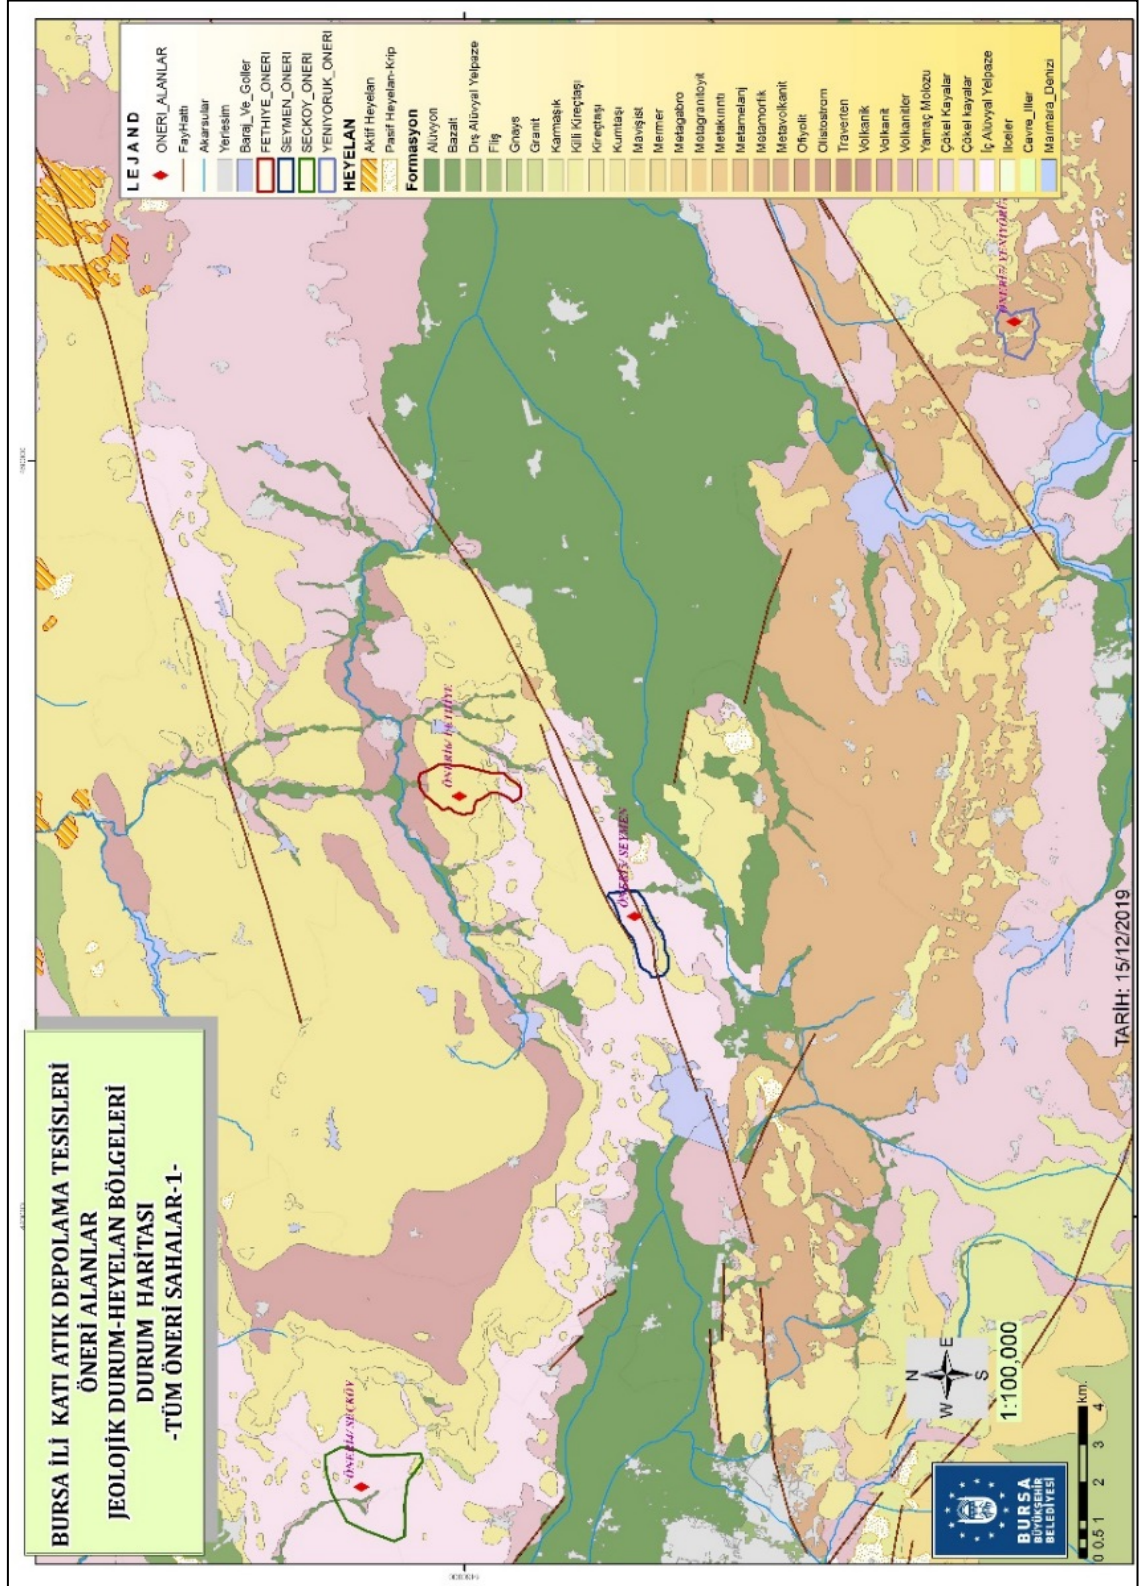 BURSA İLİ KATI ATIK DEPOLAMA TESİSLERİ
ÖNERİ ALANLAR
JEOLOJİK DURUM-HEYELAN BÖLGELERİ
DURUM HARİTASI
-TÜM ÖNERİ SAHALAR-1-
LEJAND
ONERI_ALANLAR
FayHattı
Akarsular
Yerlesim
Baraj_Ve_Goller
FETHIYE_ONERI
SEYMEN_ONERI
SECKOY_ONERI
YENIYORUK_ONERI
HEYELAN
Aktif Heyelan
Pasif Heyelan-Krip
Formasyon
Alüvyon
Bazalt
Dış Alüvyal Yelpaze
Fliş
Gnays
Granit
Karmaşık
Killi Kireçtaşı
Kireçtaşı
Kumtaşı
Mavişist
Mermer
Metagabro
Metagranitoyit
Metakırıntı
Metamelanj
Metamorfik
Metavolkanit
Ofiyolit
Olistostrom
Traverten
Volkanik
Volkanit
Volkanitler
Yamaç Molozu
Çökel Kayalar
Çökel kayalar
İç Alüvyal Yelpaze
Ilceler
Cevre_Iller
Marmara_Denizi
ÖNERİ4/ SEÇKÖY
ÖNERİ6/ FETHİYE
ÖNERİ5/ SEYMEN
TARİH: 15/12/2019
N
W
E
S
1:100,000
0 0.5 1 2 3 4
km.
BURSA
BÜYÜKŞEHİR
BELEDİYESİ